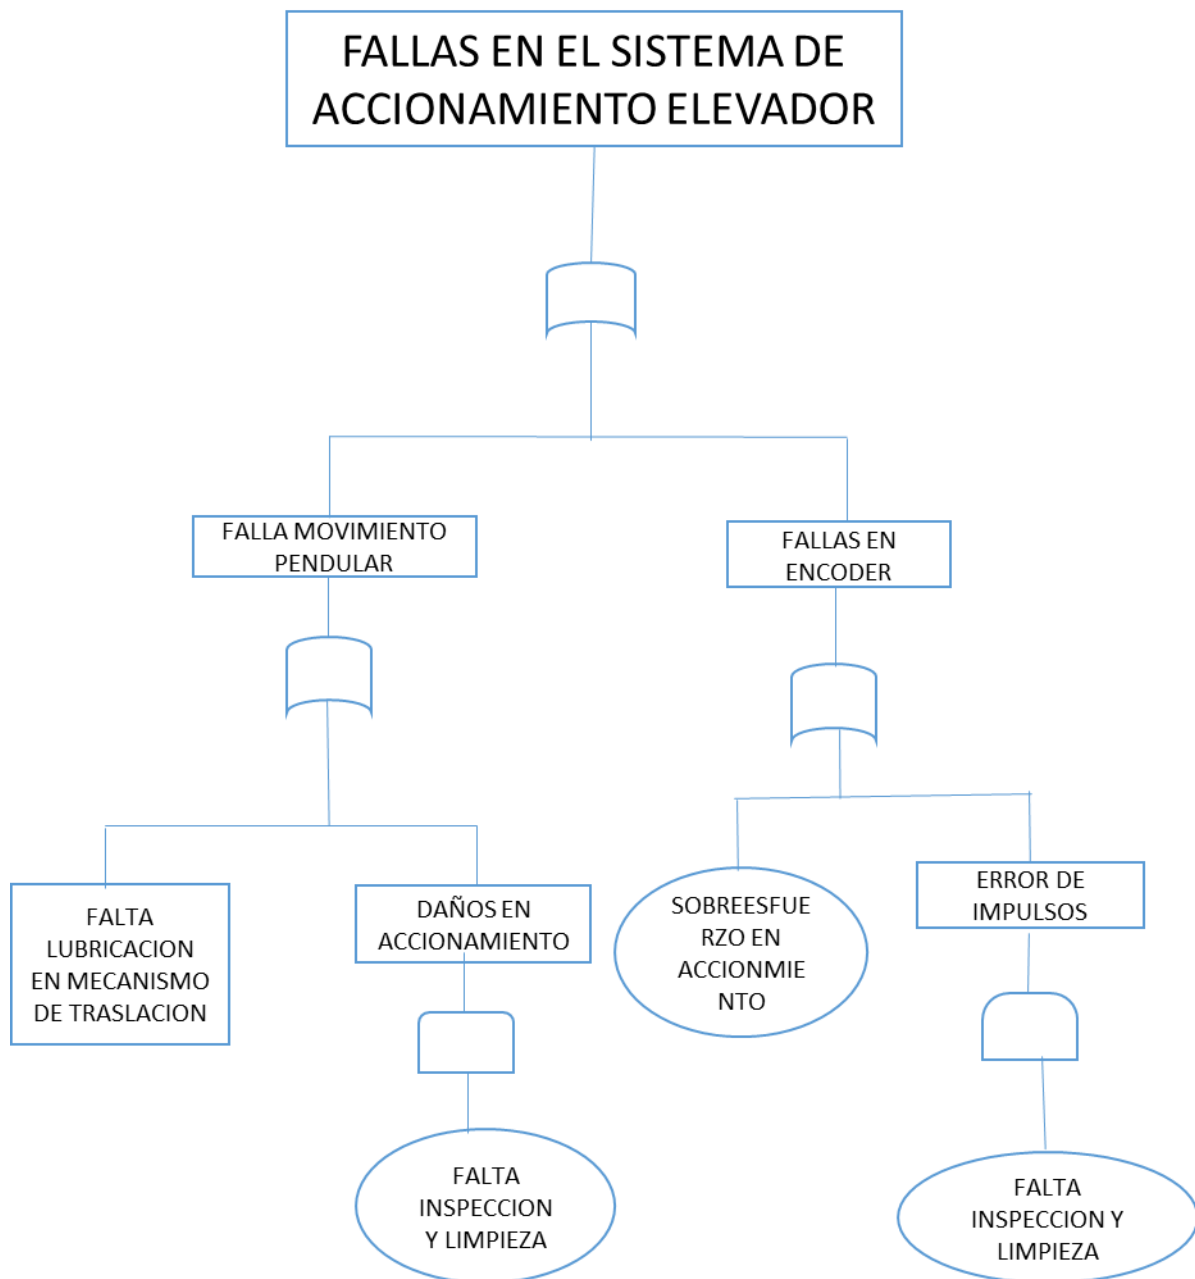 FALLAS EN EL SISTEMA DE
ACCIONAMIENTO ELEVADOR
FALLA MOVIMIENTO
PENDULAR
FALLAS EN
ENCODER
FALTA
LUBRICACION
EN MECANISMO
DE TRASLACION
DAÑOS EN
ACCIONAMIENTO
SOBREESFUE
RZO EN
ACCIONMIE
NTO
ERROR DE
IMPULSOS
FALTA
INSPECCION
Y LIMPIEZA
FALTA
INSPECCION Y
LIMPIEZA